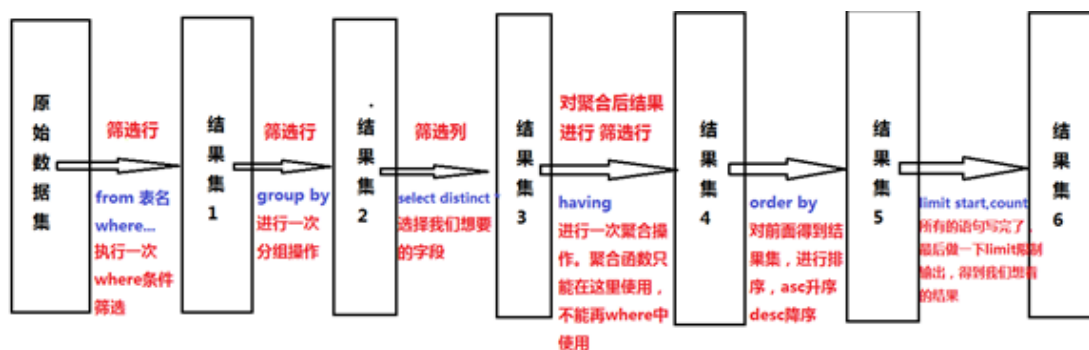 原
始
数
据
集
筛选行
from 表名
where...
执行一次
where条件
筛选
结
果
集
1
筛选行
group by
进行一次
分组操作
结
果
集
2
筛选列
select distinct *
选择我们想要
的字段
结
果
集
3
对聚合后结果
进行 筛选行
having
进行一次聚合操
作。聚合函数只
能在这里使用，
不能再where中
使用
结
果
集
4
order by
对前面得到结
果集，进行排
序，asc升序
desc降序
结
果
集
5
limit start,count
所有的语句写完了，
最后做一下limit限制
输出，得到我们想看
的结果
结
果
集
6